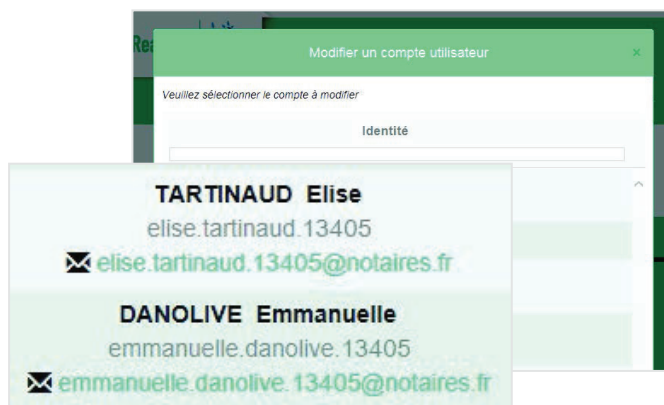 Rea
Modifier un compte utilisateur ×
Veuillez sélectionner le compte à modifier
Identité
TARTINAUD Elise
elise.tartinaud.13405
elise.tartinaud.13405@notaires.fr
DANOLIVE Emmanuelle
emmanuelle.danolive.13405
emmanuelle.danolive.13405@notaires.fr